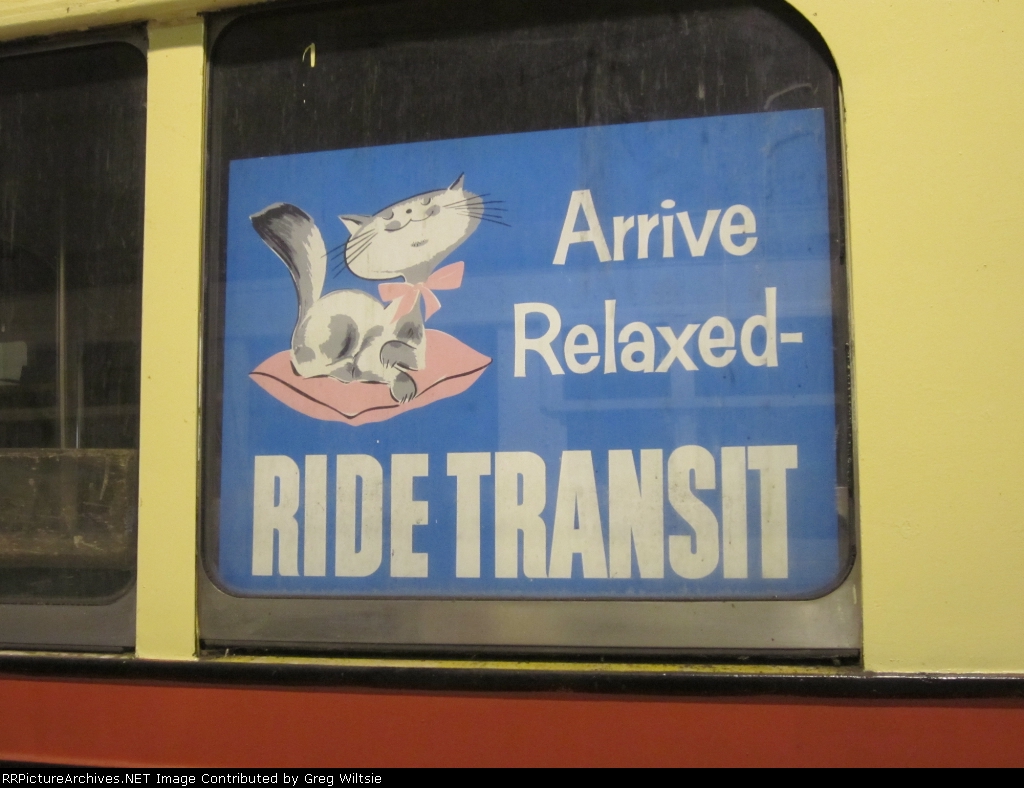 Arrive
Relaxed-
RIDE TRANSIT
RRPictureArchives.NET Image Contributed by Greg Wiltsie